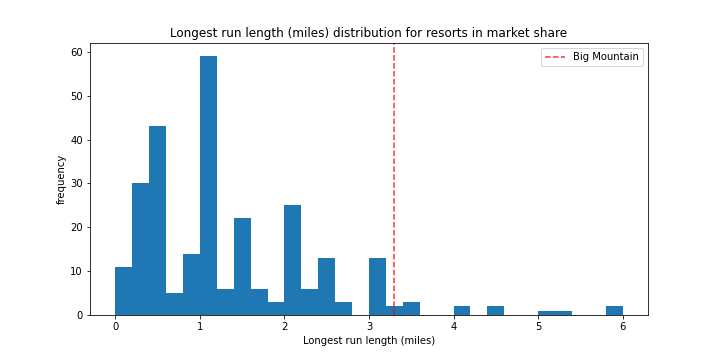 Longest run length (miles) distribution for resorts in market share
Big Mountain
60
50
40
30
20
10
0
frequency
0 1 2 3 4 5 6
Longest run length (miles)